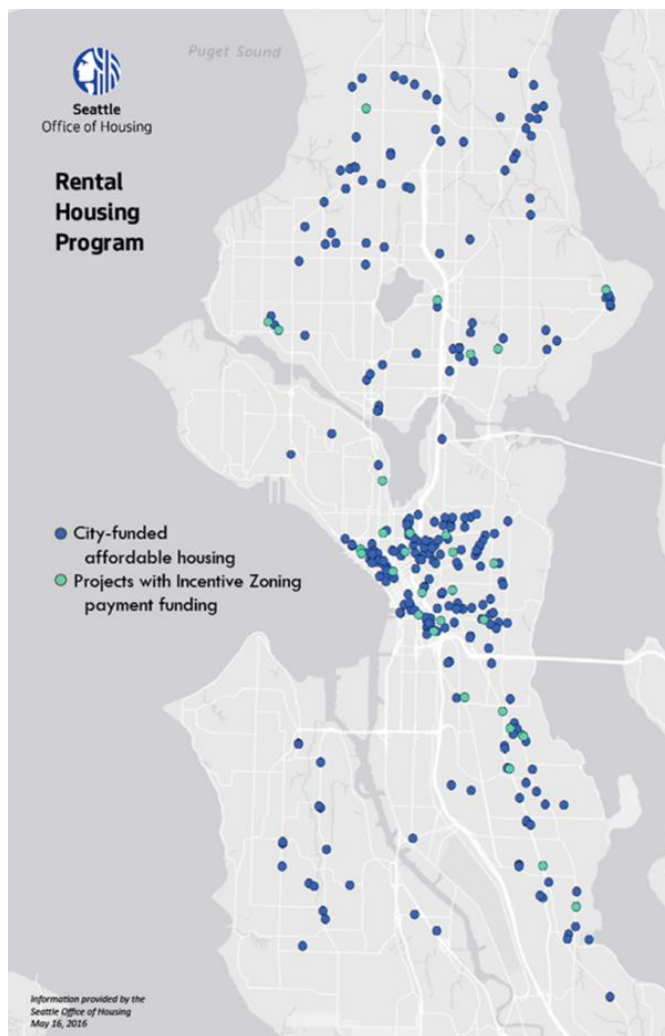 Puget Sound
Seattle
Office of Housing
Rental
Housing
Program
City-funded
affordable housing
Projects with Incentive Zoning
payment funding
Information provided by the
Seattle Office of Housing
May 16, 2016